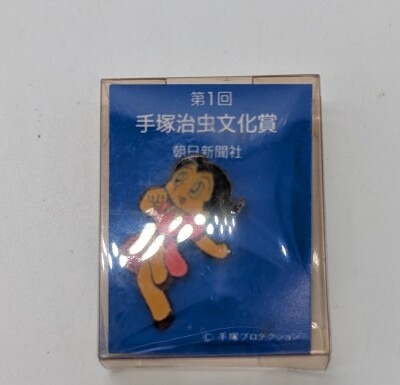 第1回
手塚治虫文化賞
朝日新聞社
© 手塚プロダクション